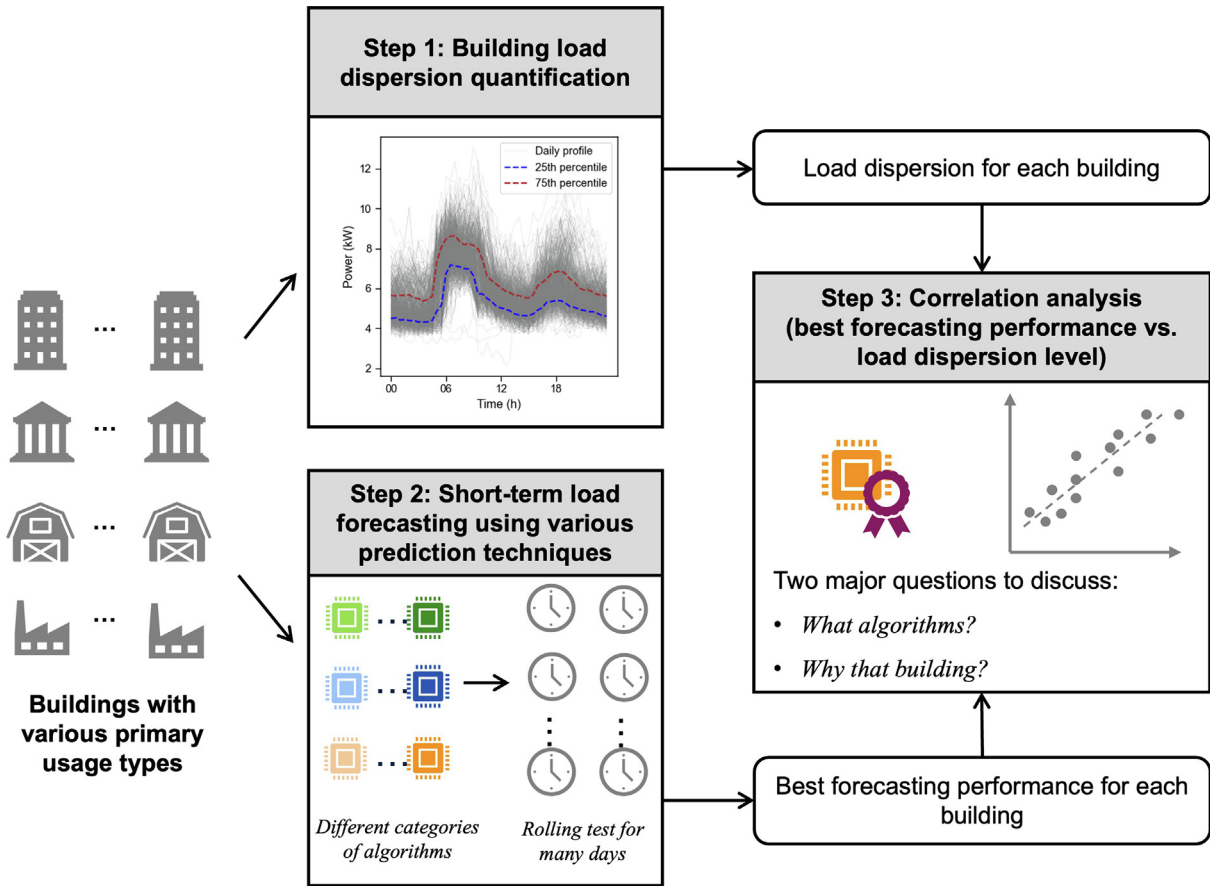 Step 1: Building load
dispersion quantification
Daily profile
25th percentile
75th percentile
12
10
8
6
4
2
Power (kW)
00
06
12
18
Time (h)
Load dispersion for each building
...
...
...
...
Buildings with
various primary
usage types
Step 2: Short-term load
forecasting using various
prediction techniques
...
...
...
Different categories
of algorithms
Rolling test for
many days
Step 3: Correlation analysis
(best forecasting performance vs.
load dispersion level)
Two major questions to discuss:
• What algorithms?
• Why that building?
Best forecasting performance for each
building